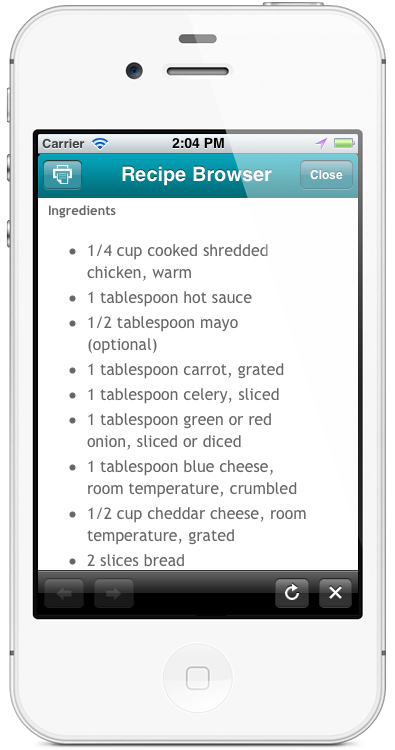 Carrier 2:04 PM
Recipe Browser Close
Ingredients
1/4 cup cooked shredded
chicken, warm
1 tablespoon hot sauce
1/2 tablespoon mayo
(optional)
1 tablespoon carrot, grated
1 tablespoon celery, sliced
1 tablespoon green or red
onion, sliced or diced
1 tablespoon blue cheese,
room temperature, crumbled
1/2 cup cheddar cheese, room
temperature, grated
2 slices bread